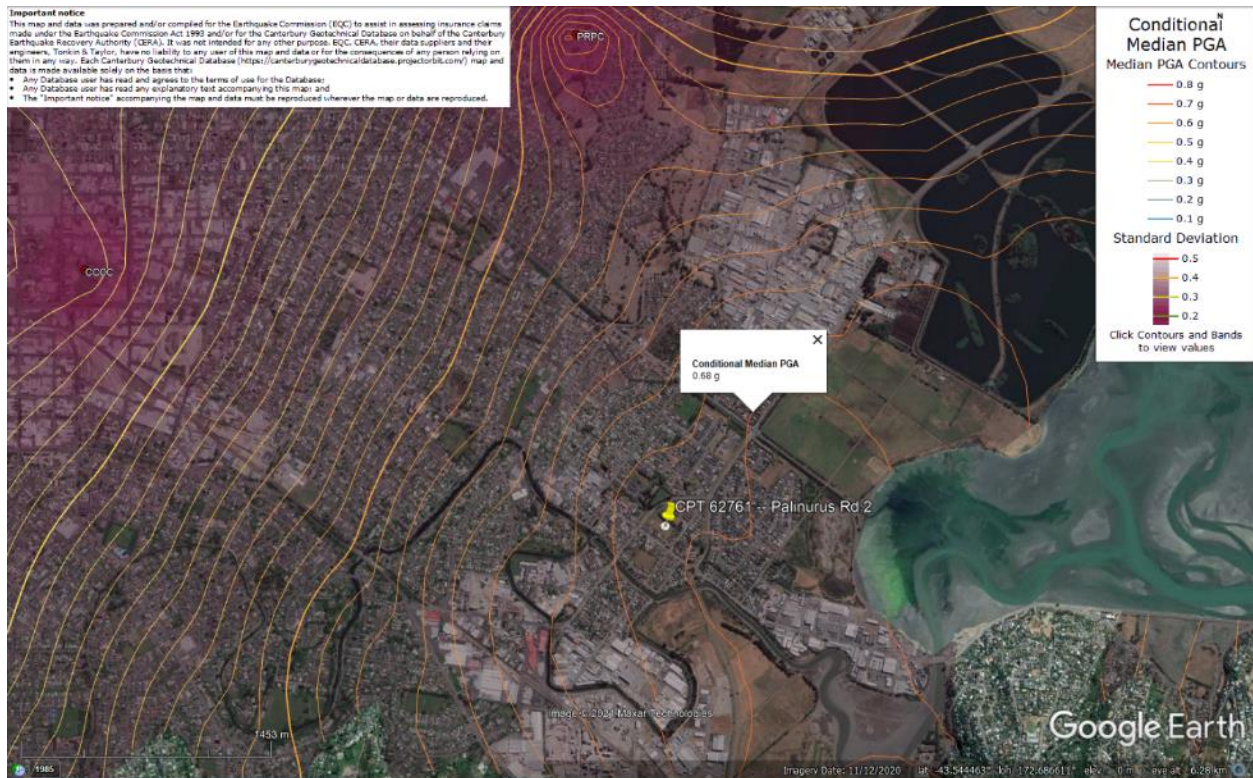 Important notice
This map and data was prepared and/or compiled for the Earthquake Commission (EQC) to assist in assessing insurance claims
made under the Earthquake Commission Act 1993 and/or for the Canterbury Geotechnical Database on behalf of the Canterbury
Earthquake Recovery Authority (CERA). It was not intended for any other purpose. EQC, CERA, their data suppliers and their
engineers, Tonkin & Taylor, have no liability to any user of this map and data or for the consequences of any person relying on
them in any way. Each Canterbury Geotechnical Database (https://canterburygeotechnicaldatabase.projectorbit.com/) map and
data is made available solely on the basis that:
• Any Database user has read and agrees to the terms of use for the Database;
• Any Database user has read any explanatory text accompanying this map; and
• The "Important notice" accompanying the map and data must be reproduced wherever the map or data are reproduced.
PRPC
N
Conditional
Median PGA
Median PGA Contours
0.8 g
0.7 g
0.6 g
0.5 g
0.4 g
0.3 g
0.2 g
0.1 g
Standard Deviation
0.5
0.4
0.3
0.2
Click Contours and Bands
to view values
CCCC
Conditional Median PGA
0.68 g
CPT 62761 -- Palinurus Rd 2
Image © 2021 Maxar Technologies
1453 m
Google Earth
1985
Imagery Date: 11/12/2020 lat -43.544463° lon 172.686611° elev 0 m eye alt 6.28 km